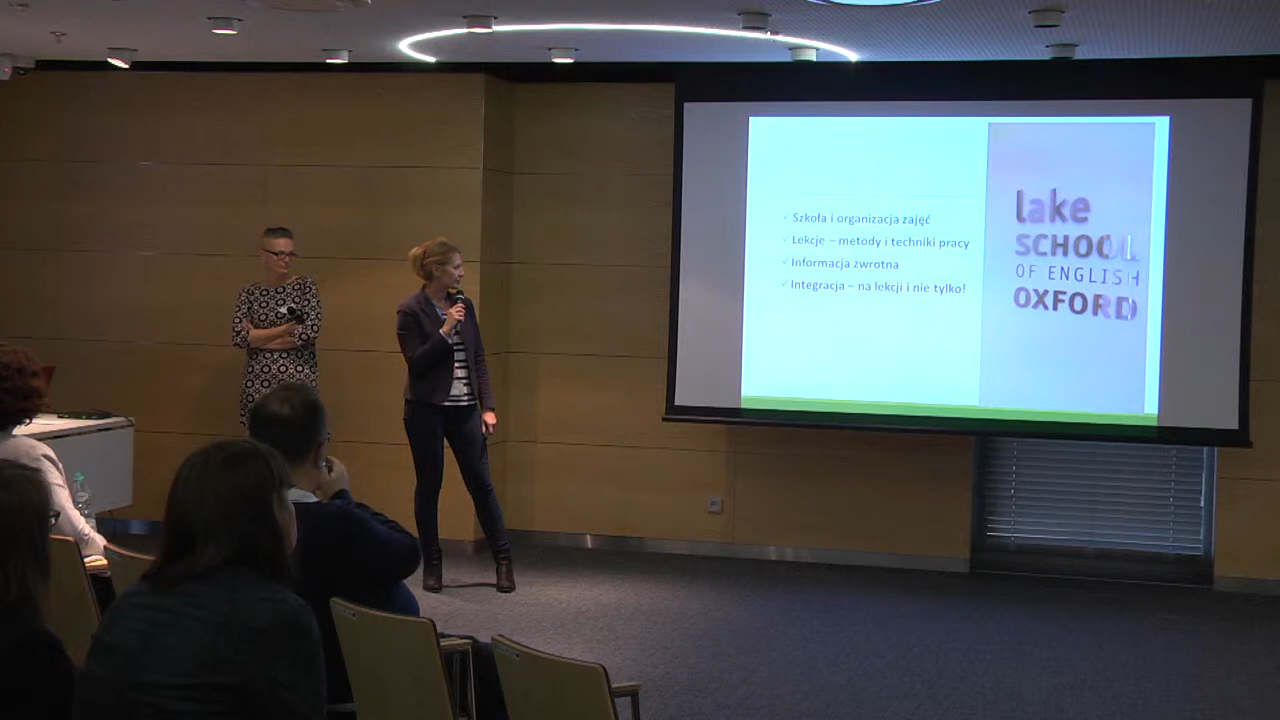 ✓ Szkoła i organizacja zajęć
✓ Lekcje – metody i techniki pracy
✓ Informacja zwrotna
✓ Integracja – na lekcji i nie tylko!
lake
SCHOOL
OF ENGLISH
OXFORD